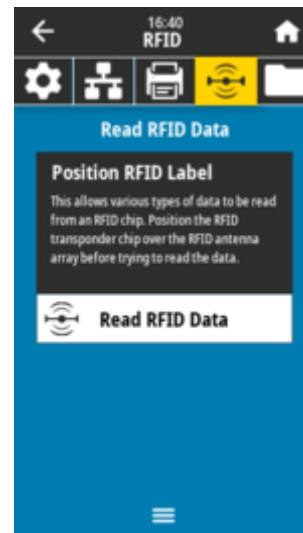 16:40
RFID
Read RFID Data
Position RFID Label
This allows various types of data to be read
from an RFID chip. Position the RFID
transponder chip over the RFID antenna
array before trying to read the data.
Read RFID Data